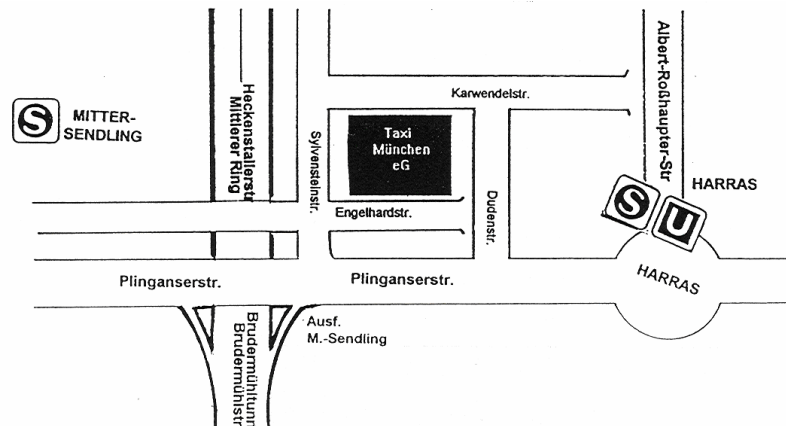 Albert-Roßhaupter-Str
Karwendelstr.
Heckenstallerstr
Mittlerer Ring
S
MITTER-
SENDLING
Sylvensteinstr.
Taxi
München
eG
HARRAS
S
U
Dudenstr.
Engelhardstr.
HARRAS
Plinganserstr.
Plinganserstr.
Ausf.
M.-Sendling
Brudermühltunn
Brudermühlstr